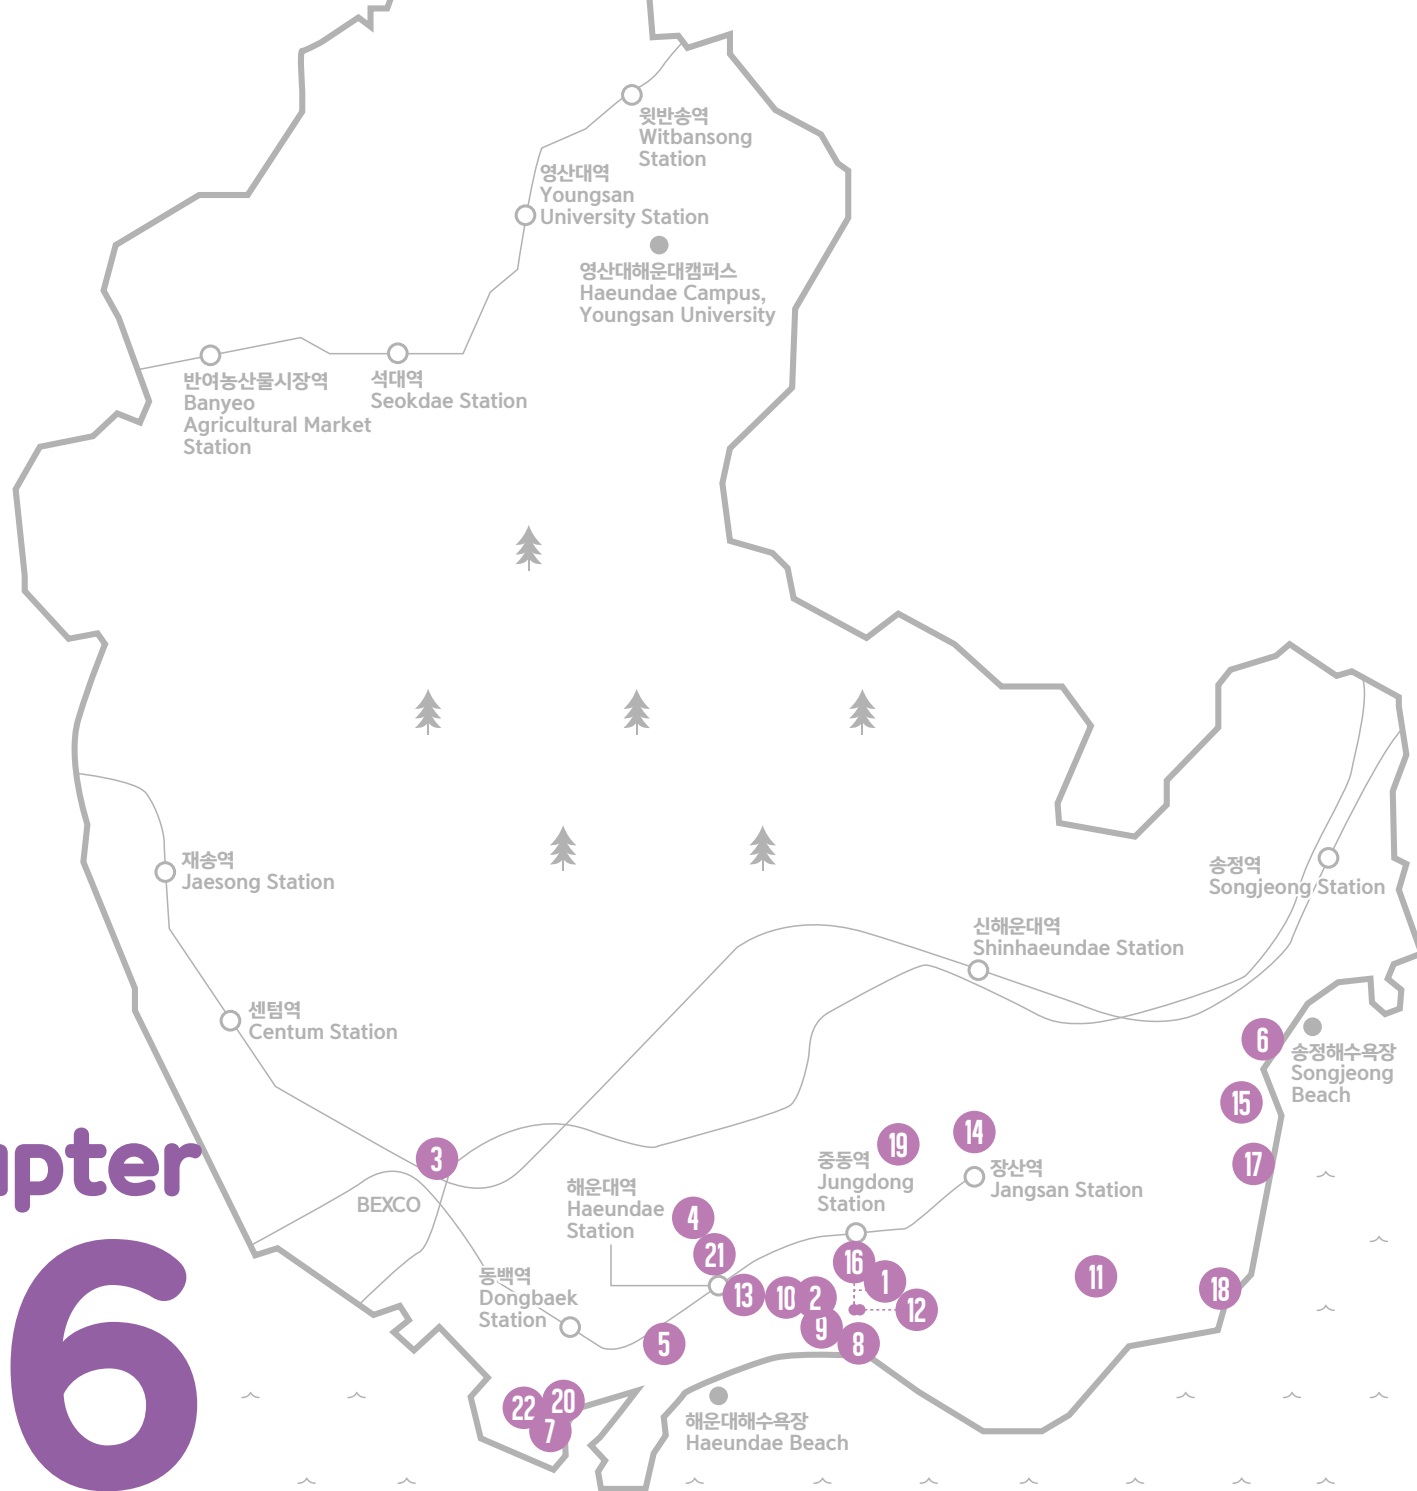 윗반송역
Witbansong
Station
영산대역
Youngsan
University Station
영산대해운대캠퍼스
Haeundae Campus,
Youngsan University
반여농산물시장역
Banyeo
Agricultural Market
Station
석대역
Seokdae Station
재송역
Jaesong Station
송정역
Songjeong Station
신해운대역
Shinhaeundae Station
센텀역
Centum Station
6
송정해수욕장
Songjeong
Beach
15
14
19
3
17
apter
6
중동역
Jungdong
Station
장산역
Jangsan Station
BEXCO
해운대역
Haeundae
Station
4
21
16
1
11
18
동백역
Dongbaek
Station
13
10
2
12
9
8
5
22
20
7
해운대해수욕장
Haeundae Beach